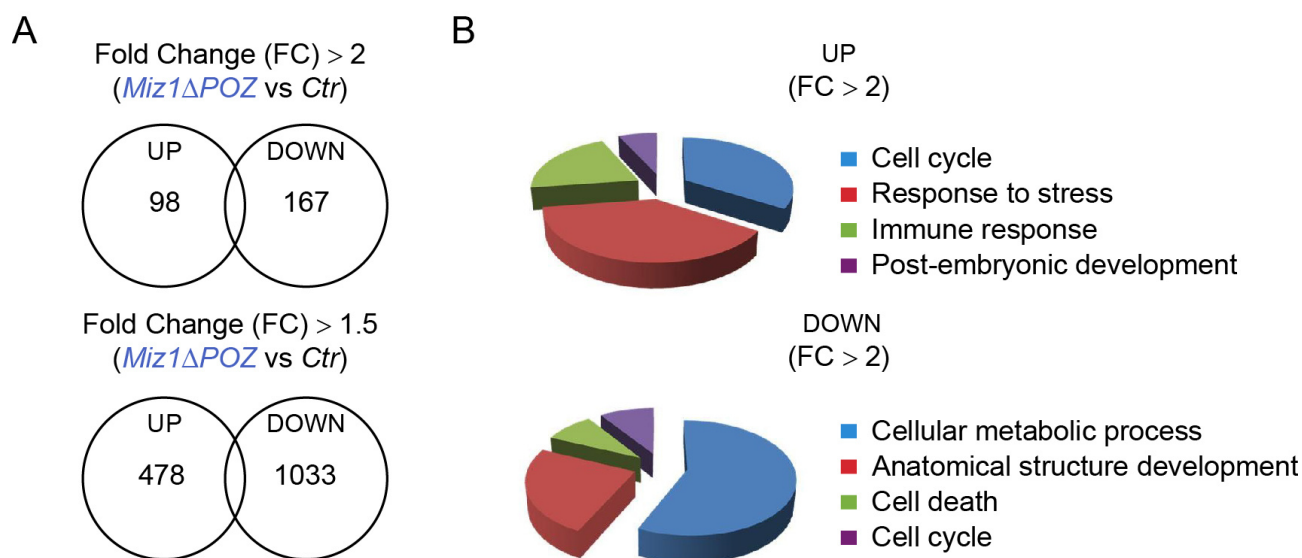 A
Fold Change (FC) > 2
(Miz1ΔPOZ vs Ctr)
UP
DOWN
98
167
Fold Change (FC) > 1.5
(Miz1ΔPOZ vs Ctr)
UP
DOWN
478
1033
B
UP
(FC > 2)
Cell cycle
Response to stress
Immune response
Post-embryonic development
DOWN
(FC > 2)
Cellular metabolic process
Anatomical structure development
Cell death
Cell cycle